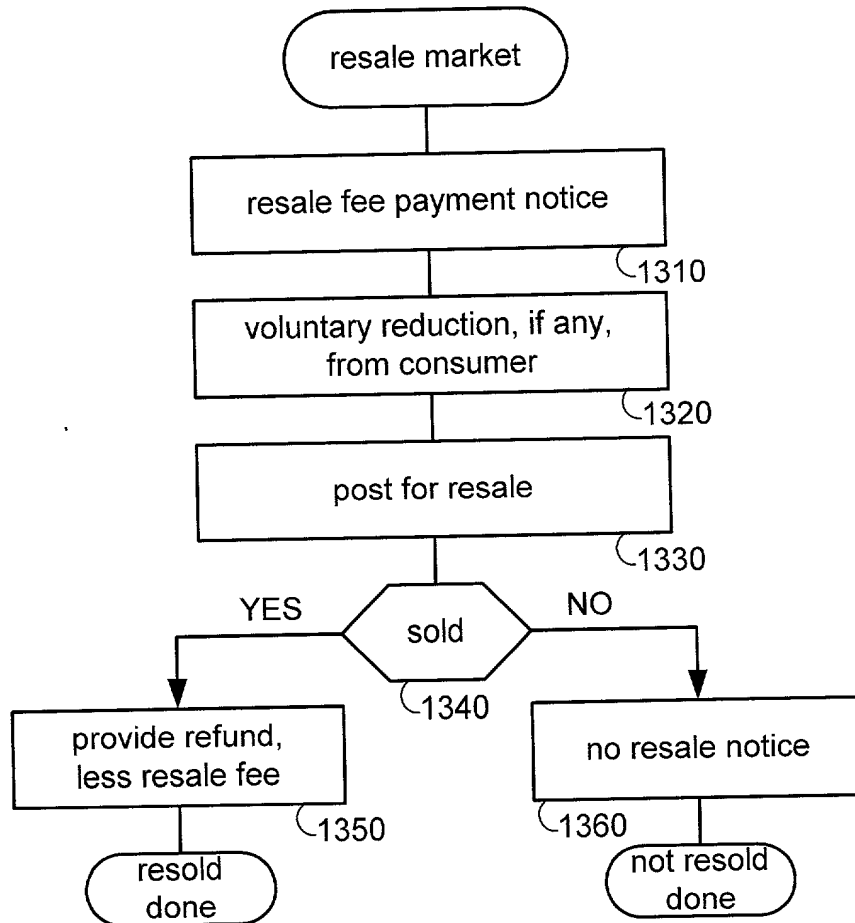 resale market
resale fee payment notice
1310
voluntary reduction, if any,
from consumer
1320
post for resale
1330
YES
NO
sold
1340
provide refund,
less resale fee
1350
no resale notice
1360
resold
done
not resold
done